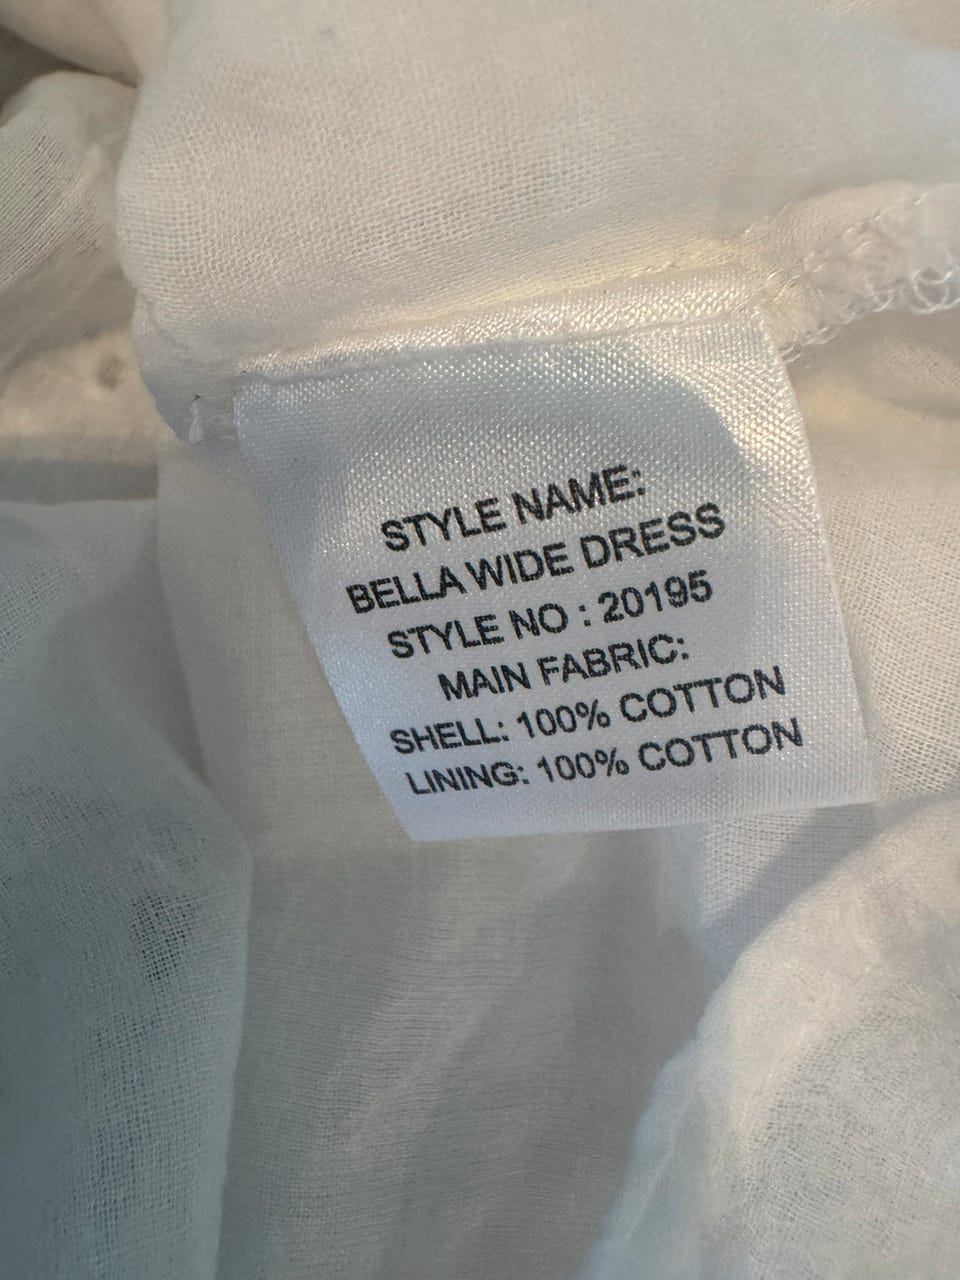 STYLE NAME:
BELLA WIDE DRESS
STYLE NO : 20195
MAIN FABRIC:
SHELL: 100% COTTON
LINING: 100% COTTON